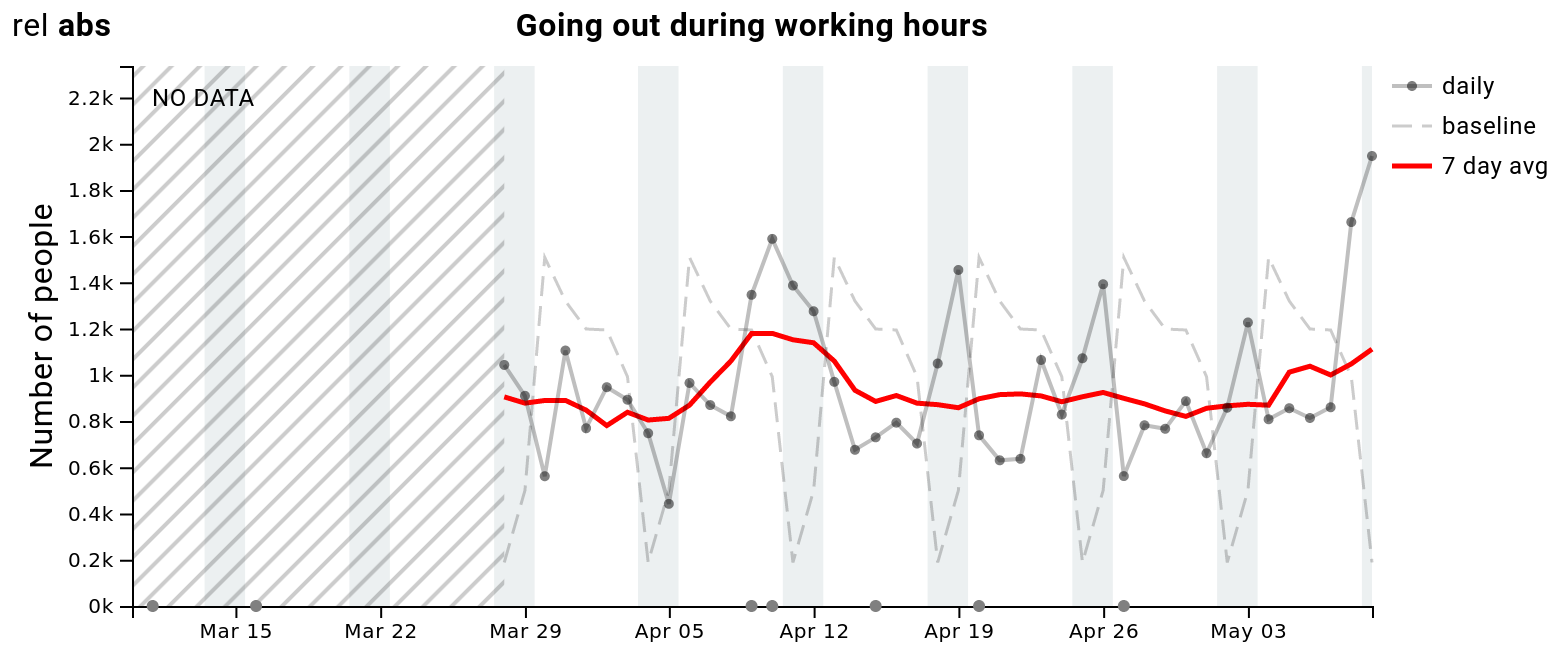 rel abs
Going out during working hours
NO DATA
Number of people
2.2k
2k
1.8k
1.6k
1.4k
1.2k
1k
0.8k
0.6k
0.4k
0.2k
0k
Mar 15
Mar 22
Mar 29
Apr 05
Apr 12
Apr 19
Apr 26
May 03
daily
baseline
7 day avg